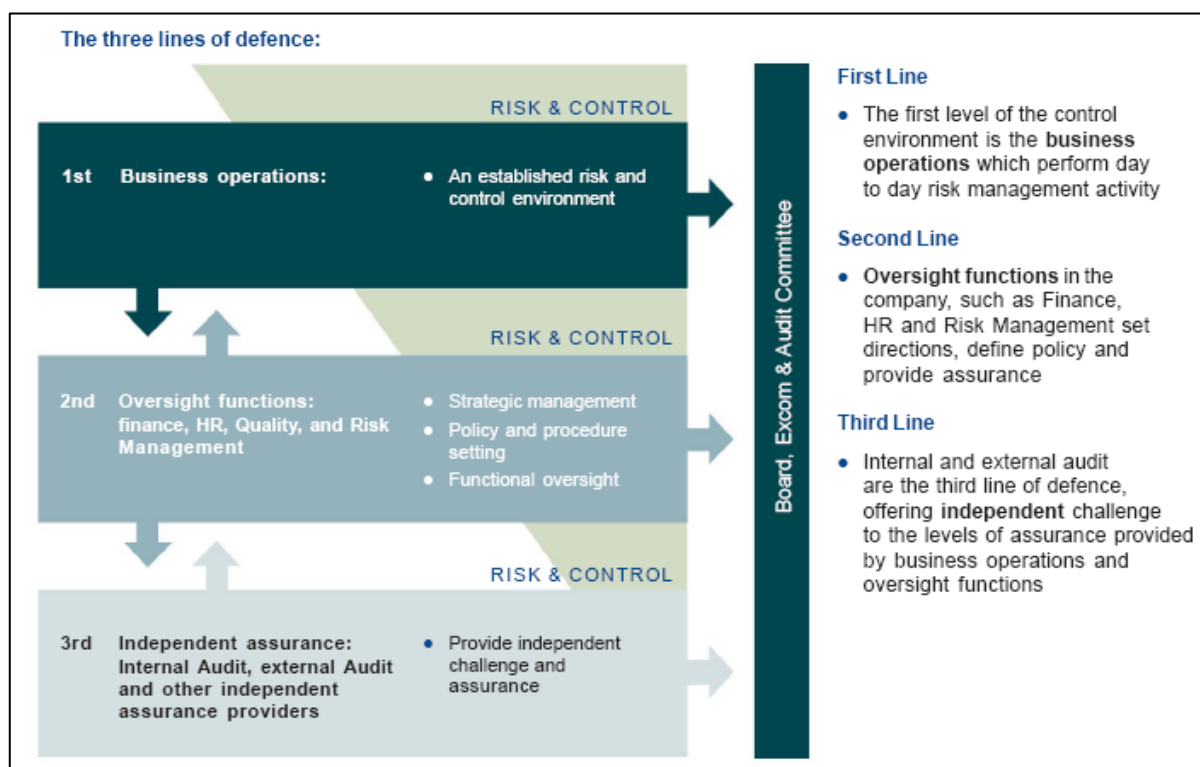 The three lines of defence:
RISK & CONTROL
1st Business operations:
• An established risk and
control environment
RISK & CONTROL
2nd Oversight functions:
finance, HR, Quality, and Risk
Management
• Strategic management
• Policy and procedure
setting
• Functional oversight
RISK & CONTROL
3rd Independent assurance:
Internal Audit, external Audit
and other independent
assurance providers
• Provide independent
challenge and
assurance
Board, Excom & Audit Committee
First Line
• The first level of the control
environment is the business
operations which perform day
to day risk management activity
Second Line
• Oversight functions in the
company, such as Finance,
HR and Risk Management set
directions, define policy and
provide assurance
Third Line
• Internal and external audit
are the third line of defence,
offering independent challenge
to the levels of assurance provided
by business operations and
oversight functions